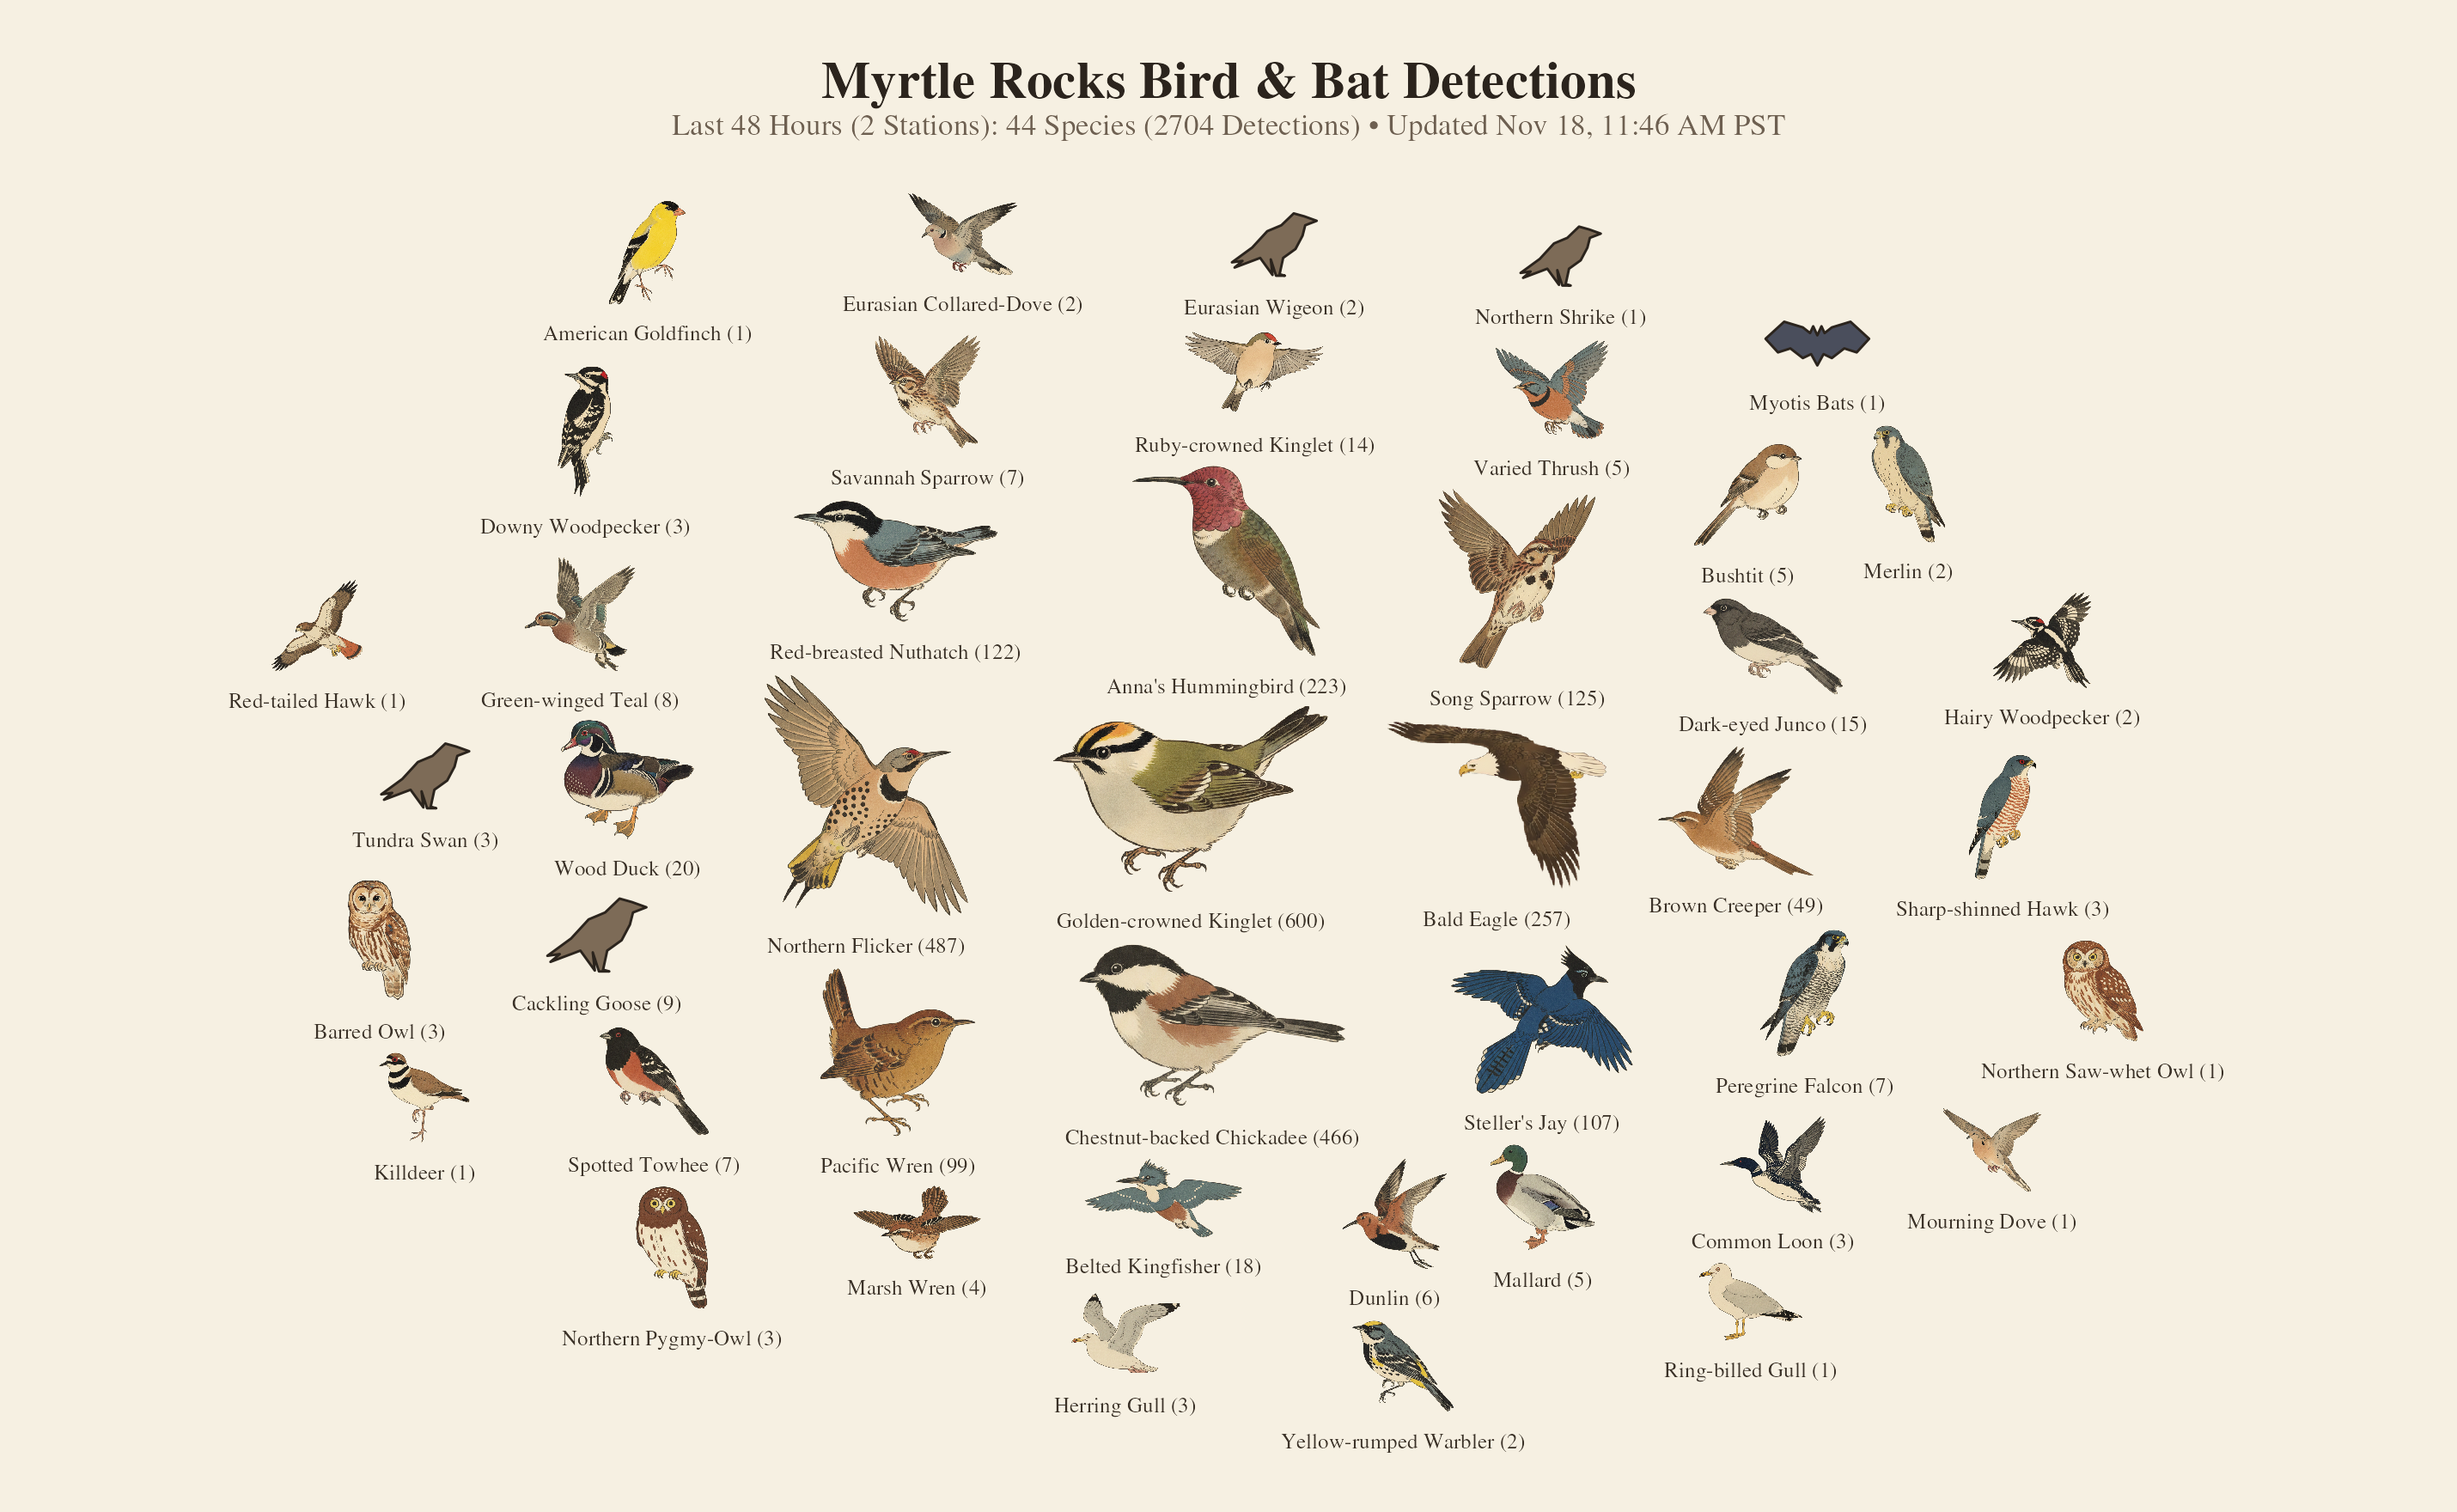 Myrtle Rocks Bird & Bat Detections
Last 48 Hours (2 Stations): 44 Species (2704 Detections) • Updated Nov 18, 11:46 AM PST
American Goldfinch (1)
Eurasian Collared-Dove (2)
Eurasian Wigeon (2)
Northern Shrike (1)
Myotis Bats (1)
Downy Woodpecker (3)
Savannah Sparrow (7)
Ruby-crowned Kinglet (14)
Varied Thrush (5)
Bushtit (5)
Merlin (2)
Red-tailed Hawk (1)
Green-winged Teal (8)
Red-breasted Nuthatch (122)
Anna's Hummingbird (223)
Song Sparrow (125)
Dark-eyed Junco (15)
Hairy Woodpecker (2)
Tundra Swan (3)
Wood Duck (20)
Northern Flicker (487)
Golden-crowned Kinglet (600)
Bald Eagle (257)
Brown Creeper (49)
Sharp-shinned Hawk (3)
Barred Owl (3)
Cackling Goose (9)
Chestnut-backed Chickadee (466)
Steller's Jay (107)
Peregrine Falcon (7)
Northern Saw-whet Owl (1)
Killdeer (1)
Spotted Towhee (7)
Pacific Wren (99)
Belted Kingfisher (18)
Dunlin (6)
Mallard (5)
Common Loon (3)
Mourning Dove (1)
Northern Pygmy-Owl (3)
Marsh Wren (4)
Herring Gull (3)
Yellow-rumped Warbler (2)
Ring-billed Gull (1)